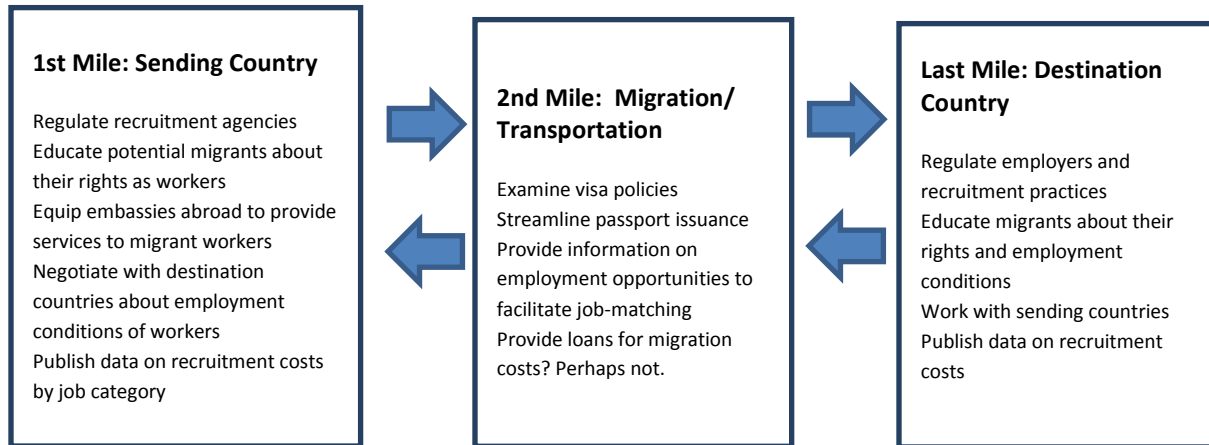 1st Mile: Sending Country
Regulate recruitment agencies
Educate potential migrants about
their rights as workers
Equip embassies abroad to provide
services to migrant workers
Negotiate with destination
countries about employment
conditions of workers
Publish data on recruitment costs
by job category
2nd Mile:  Migration/
Transportation
Examine visa policies
Streamline passport issuance
Provide information on
employment opportunities to
facilitate job-matching
Provide loans for migration
costs? Perhaps not.
Last Mile: Destination
Country
Regulate employers and
recruitment practices
Educate migrants about their
rights and employment
conditions
Work with sending countries
Publish data on recruitment
costs